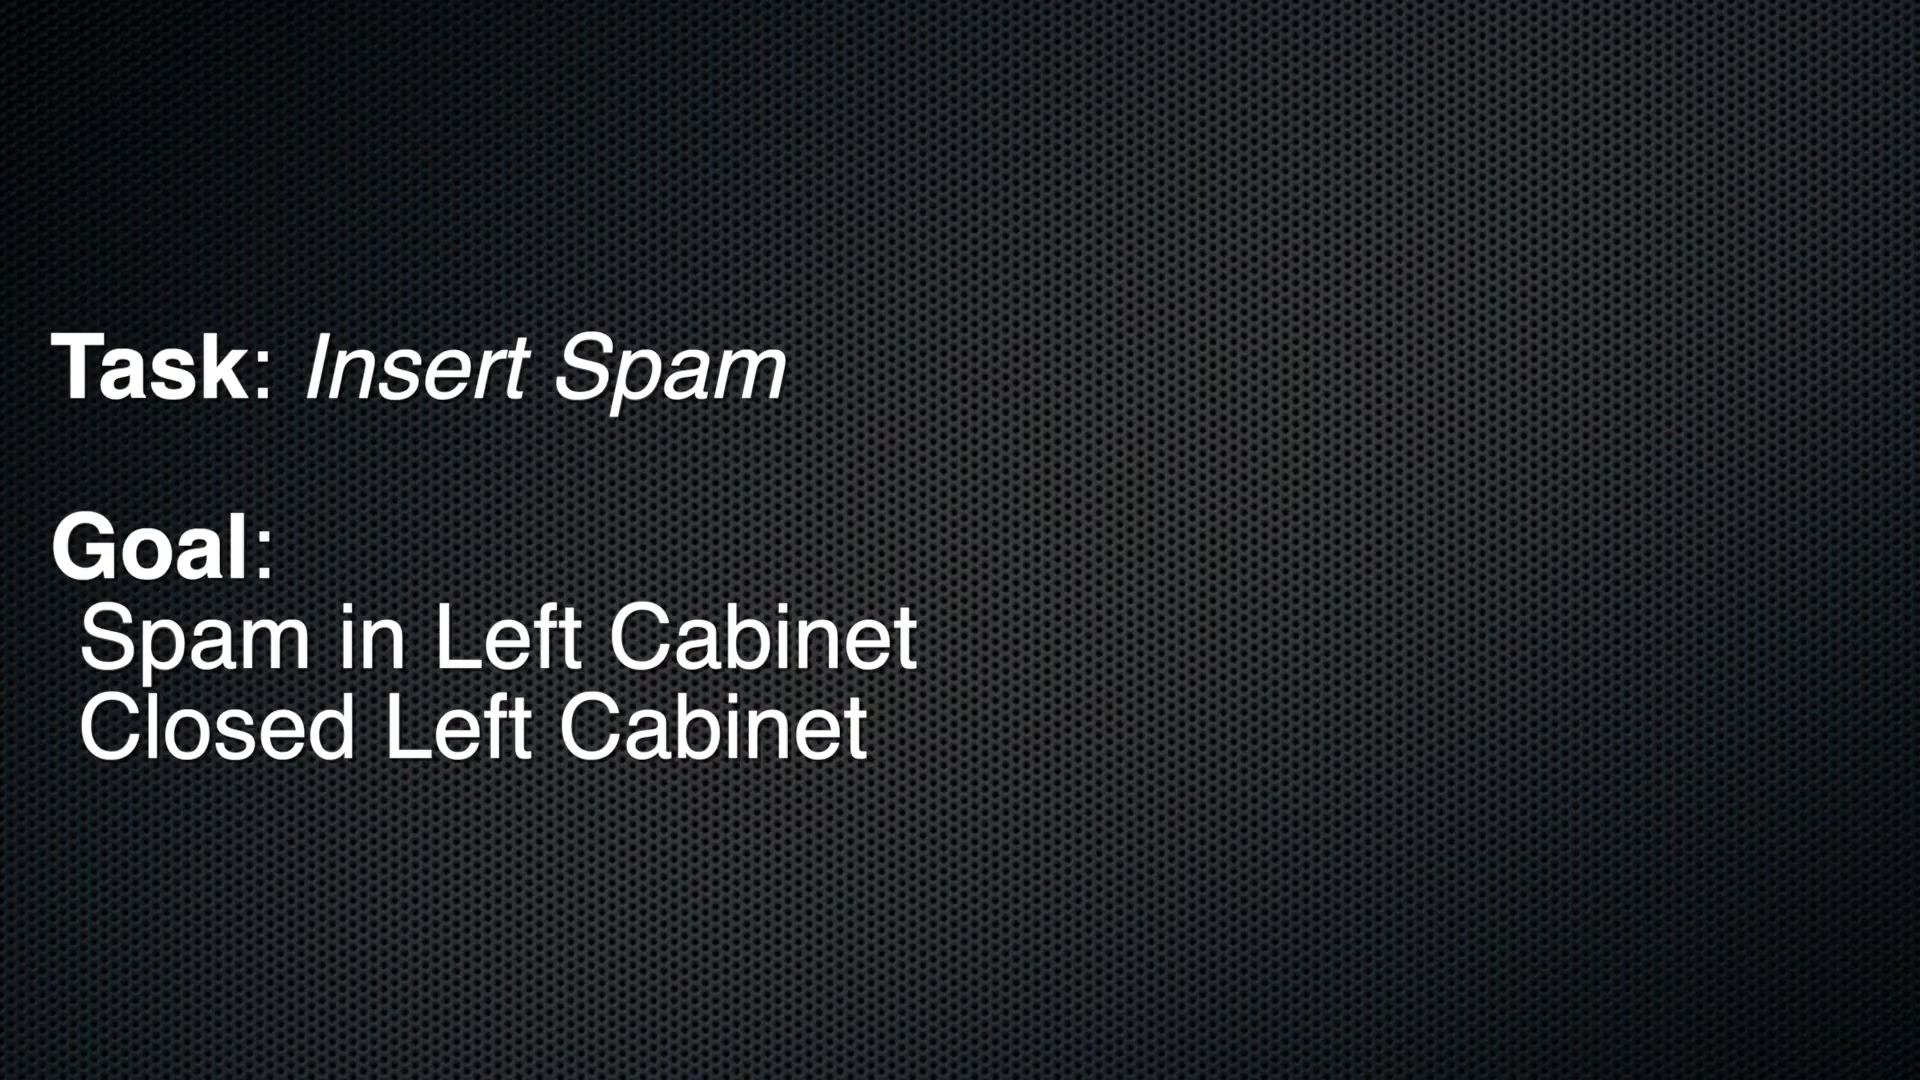 Task: Insert Spam
Goal:
Spam in Left Cabinet
Closed Left Cabinet